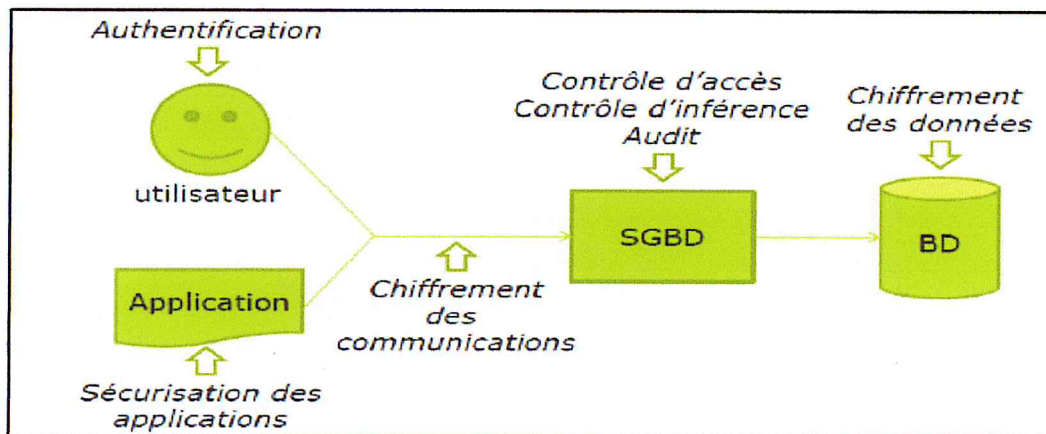 Authentification
utilisateur
Application
Sécurisation des
applications
Chiffrement
des
communications
Contrôle d'accès
Contrôle d'inférence
Audit
SGBD
Chiffrement
des données
BD